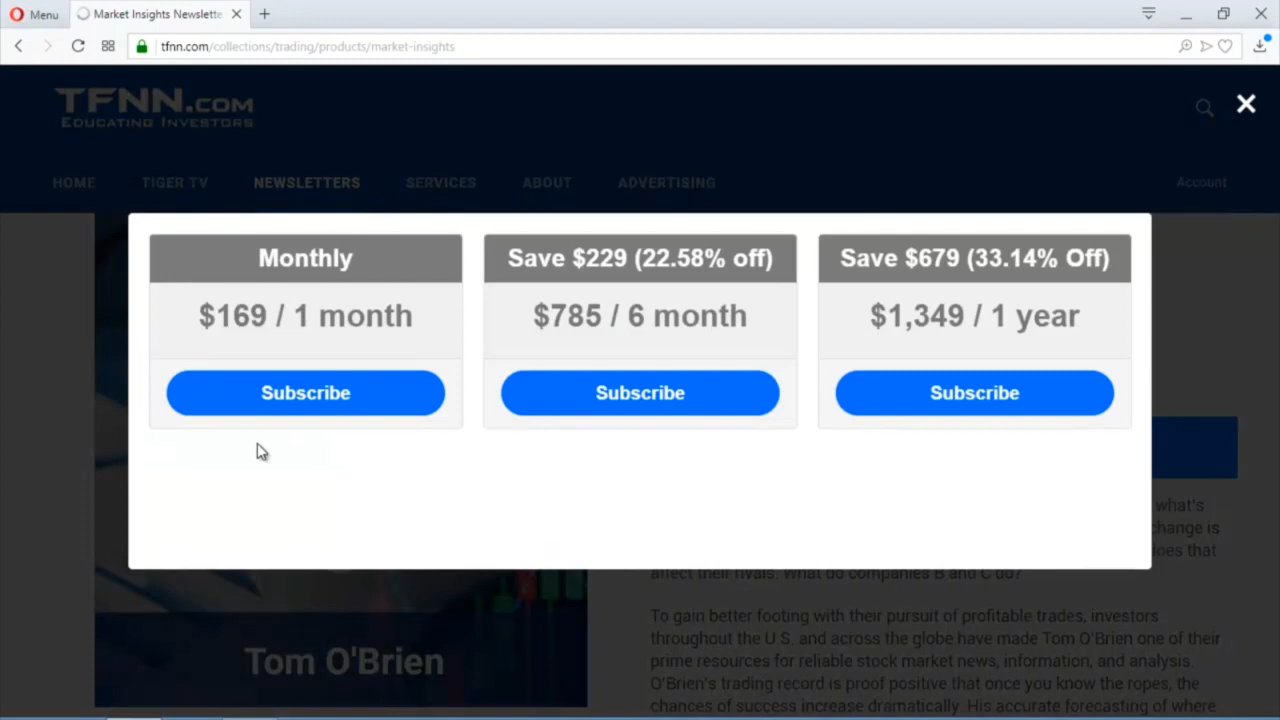 Menu
Market Insights Newslette
tfnn.com/collections/trading/products/market-insights
TFNN.COM
EDUCATING INVESTORS
HOME TIGER TV NEWSLETTERS SERVICES ABOUT ADVERTISING Account
Monthly
$169 / 1 month
Subscribe
Save $229 (22.58% off)
$785 / 6 month
Subscribe
Save $679 (33.14% Off)
$1,349 / 1 year
Subscribe
what's
change is
does that
affect their rivals. What do companies B and C do?
To gain better footing with their pursuit of profitable trades, investors
throughout the U.S. and across the globe have made Tom O'Brien one of their
prime resources for reliable stock market news, information, and analysis.
O'Brien's trading record is proof positive that once you know the ropes, the
chances of success increase dramatically. His accurate forecasting of where
Tom O'Brien